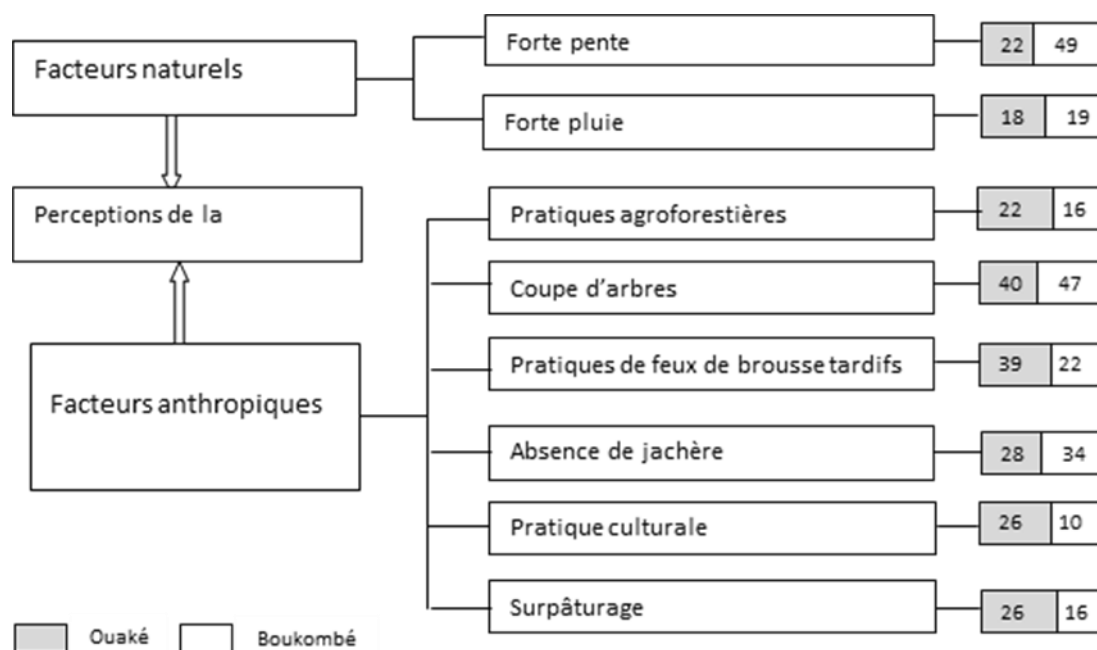 Forte pente 22 49
Facteurs naturels
Forte pluie 18 19
Perceptions de la
Pratiques agroforestières 22 16
Coupe d'arbres 40 47
Pratiques de feux de brousse tardifs 39 22
Facteurs anthropiques
Absence de jachère 28 34
Pratique culturale 26 10
Surpâturage 26 16
Ouaké Boukombé